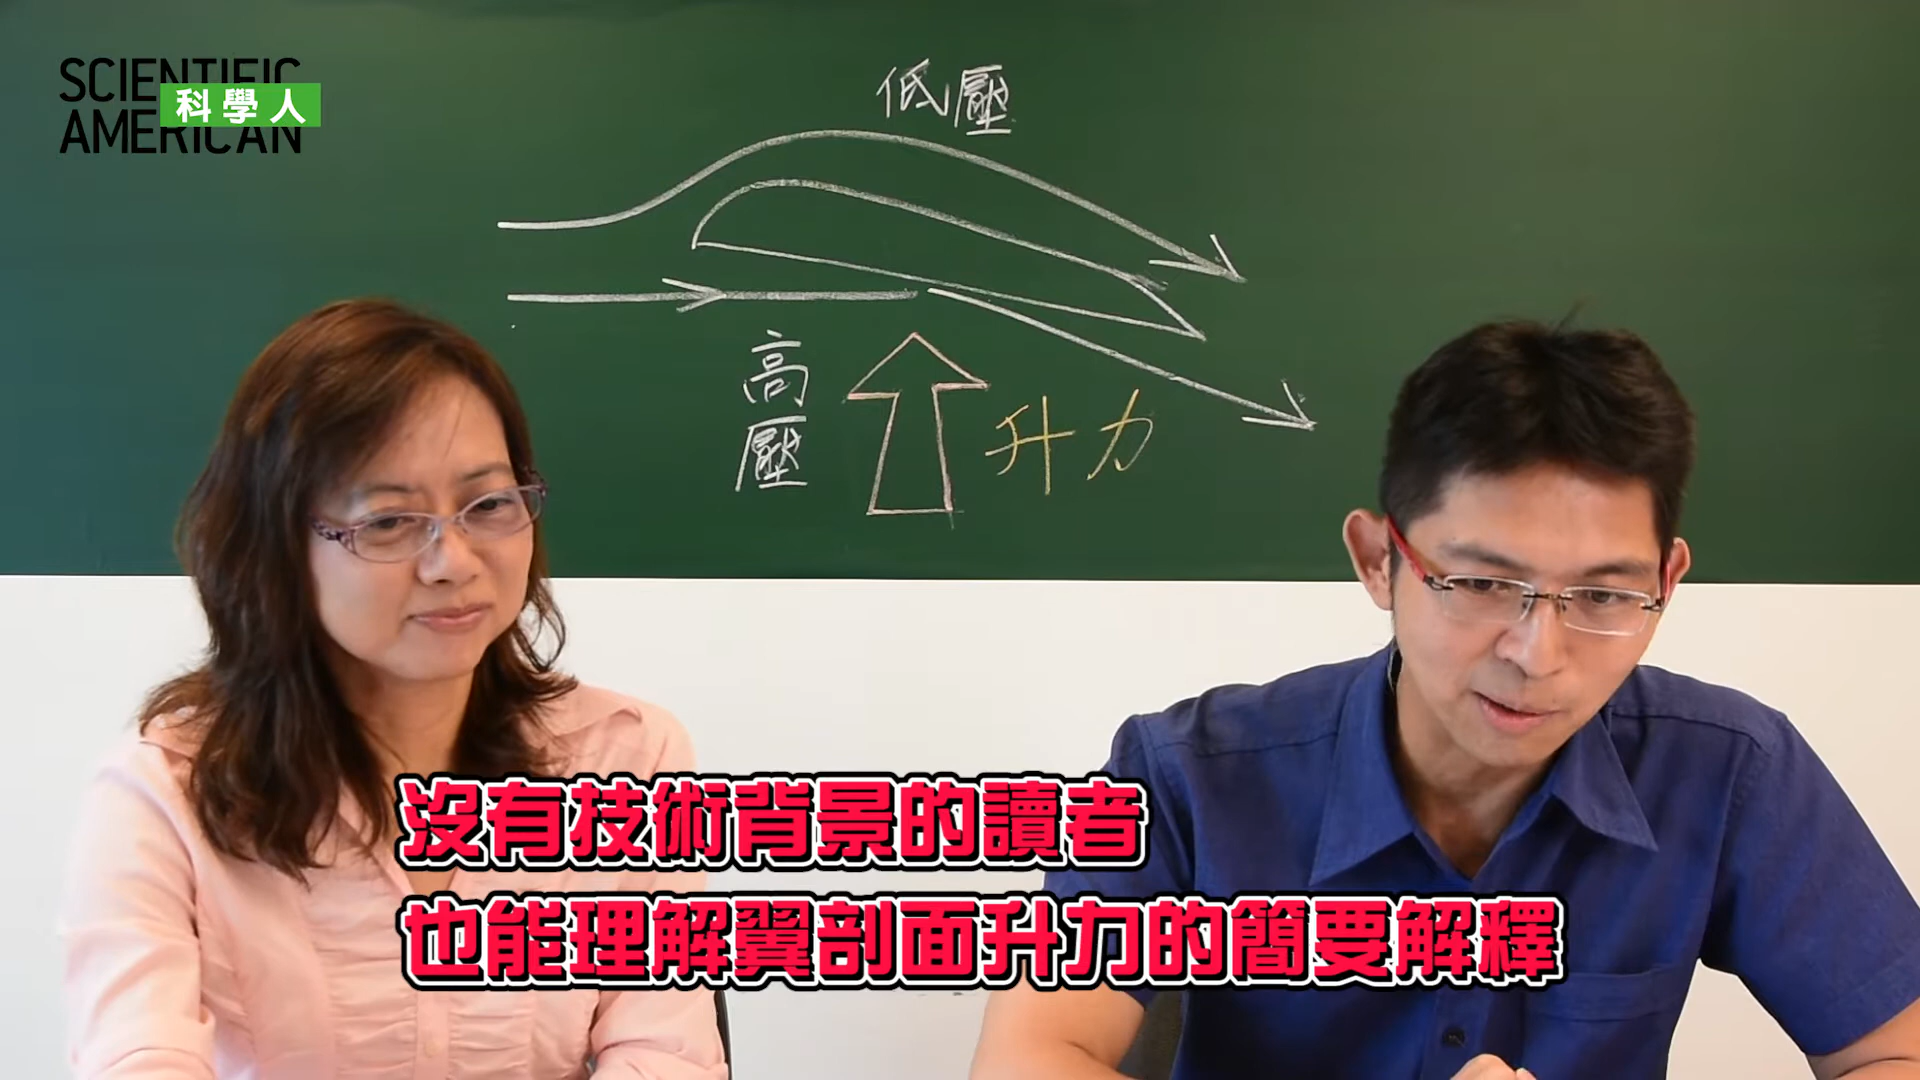 SCIENTIFIC
科學人
AMERICAN
低壓
高壓
升力
沒有技術背景的讀者
也能理解翼剖面升力的簡要解釋